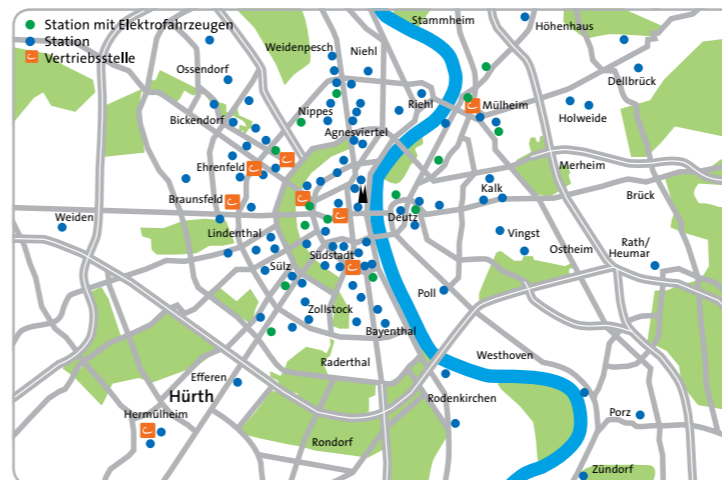 Station mit Elektrofahrzeugen
Station
Vertriebsstelle
Stammheim
Höhenhaus
Weidenpesch
Niehl
Ossendorf
Dellbrück
Nippes
Riehl
Mülheim
Holweide
Bickendorf
Agnesviertel
Ehrenfeld
Merheim
Braunsfeld
Kalk
Brück
Weiden
Deutz
Lindenthal
Vingst
Ostheim
Rath/
Heumar
Südstadt
Sülz
Poll
Zollstock
Bayenthal
Raderthal
Westhoven
Efferen
Hürth
Rodenkirchen
Hermülheim
Porz
Rondorf
Zündorf